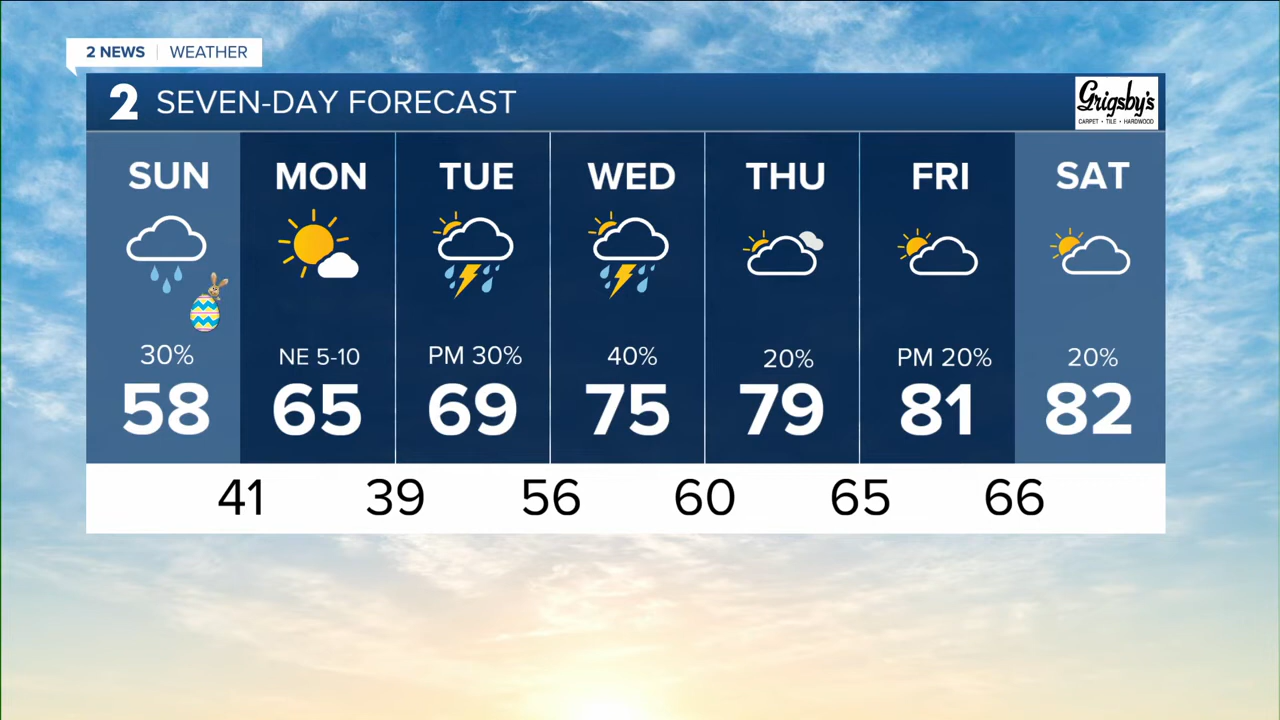 2 NEWS WEATHER
2 SEVEN-DAY FORECAST
Grigsby's
CARPET • TILE • HARDWOOD
SUN MON TUE WED THU FRI SAT
30% NE 5-10 PM 30% 40% 20% PM 20% 20%
58 65 69 75 79 81 82
41 39 56 60 65 66